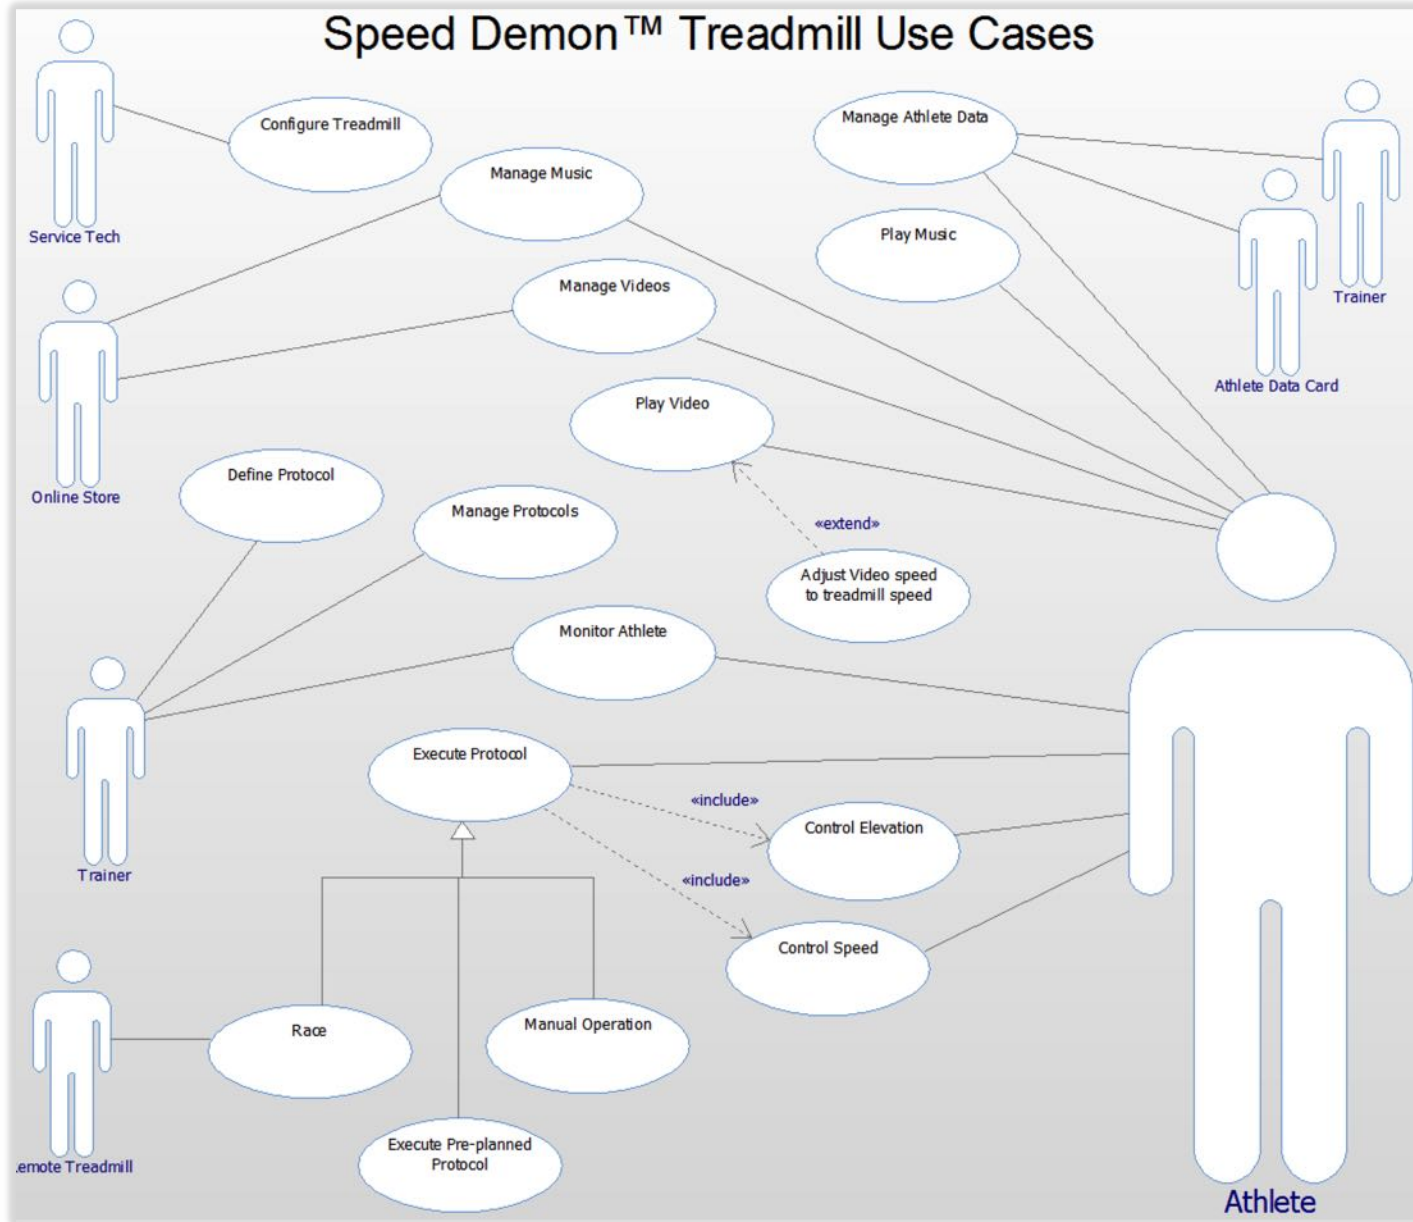 Speed Demon™ Treadmill Use Cases
Configure Treadmill
Manage Athlete Data
Manage Music
Service Tech
Play Music
Manage Videos
Trainer
Athlete Data Card
Play Video
Online Store
Define Protocol
Manage Protocols
«extend»
Adjust Video speed
to treadmill speed
Monitor Athlete
Execute Protocol
«include»
Control Elevation
Trainer
«include»
Control Speed
Race
Manual Operation
Execute Pre-planned
Protocol
emote Treadmill
Athlete